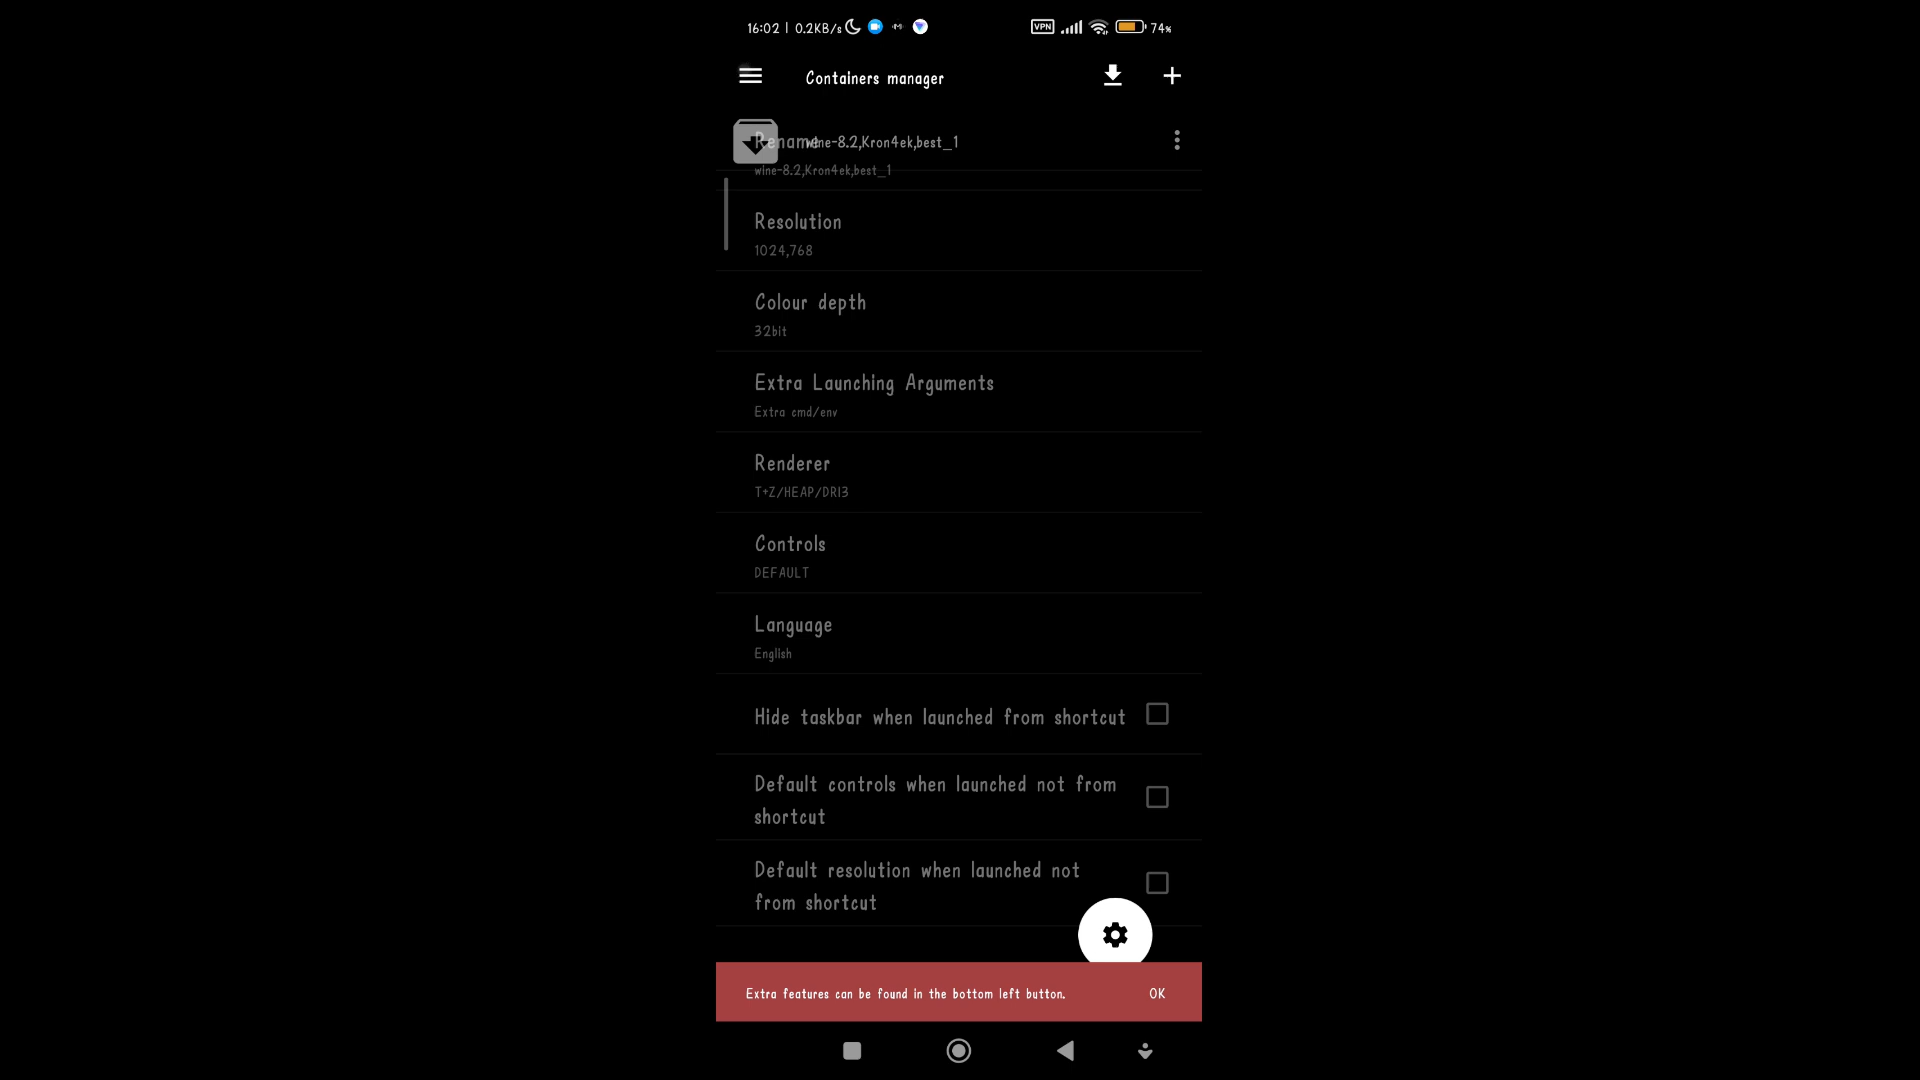 16:02 | 0.2KB/s VPN 74%
Containers manager
Rename
wine-8.2,Kron4ek,best_1
wine-8.2,Kron4ek,best_1
Resolution
1024,768
Colour depth
32bit
Extra Launching Arguments
Extra cmd/env
Renderer
T+Z/HEAP/DRI3
Controls
DEFAULT
Language
English
Hide taskbar when launched from shortcut
Default controls when launched not from
shortcut
Default resolution when launched not
from shortcut
Extra features can be found in the bottom left button. OK